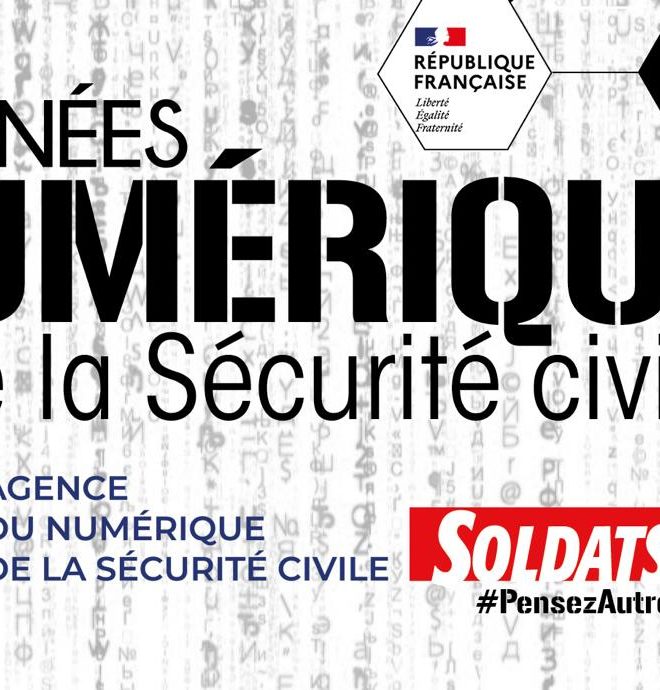 RÉPUBLIQUE
FRANÇAISE
Liberté
Égalité
Fraternité
NÉES
UMÉRIQU
e la Sécurité civi
AGENCE
DU NUMÉRIQUE
DE LA SÉCURITÉ CIVILE
SOLDATS
#PensezAutre